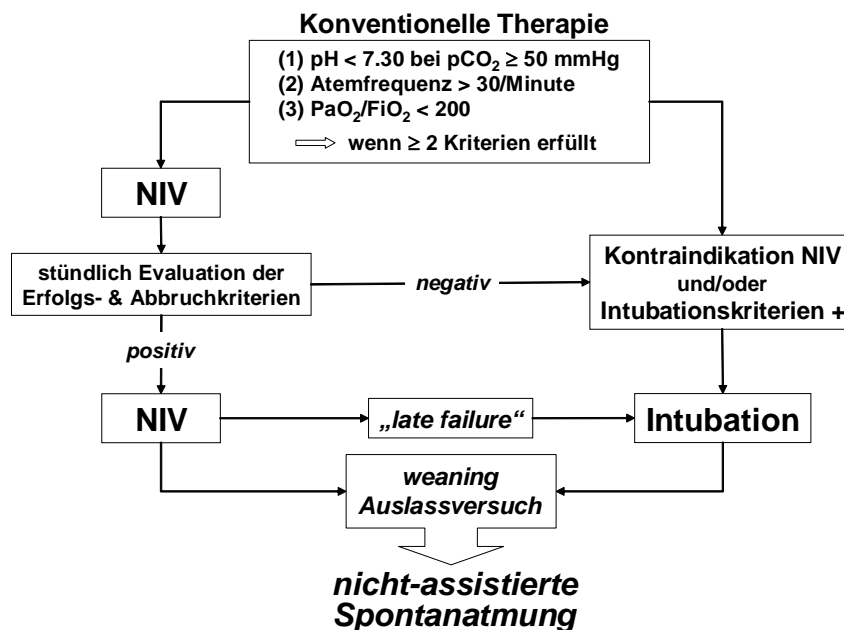 Konventionelle Therapie
(1) pH < 7.30 bei pCO₂ ≥ 50 mmHg
(2) Atemfrequenz > 30/Minute
(3) PaO₂/FiO₂ < 200
wenn ≥ 2 Kriterien erfüllt
NIV
stündlich Evaluation der
Erfolgs- & Abbruchkriterien
negativ
Kontraindikation NIV
und/oder
Intubationskriterien +
positiv
NIV
„late failure“
Intubation
weaning
Auslassversuch
nicht-assistierte
Spontanatmung